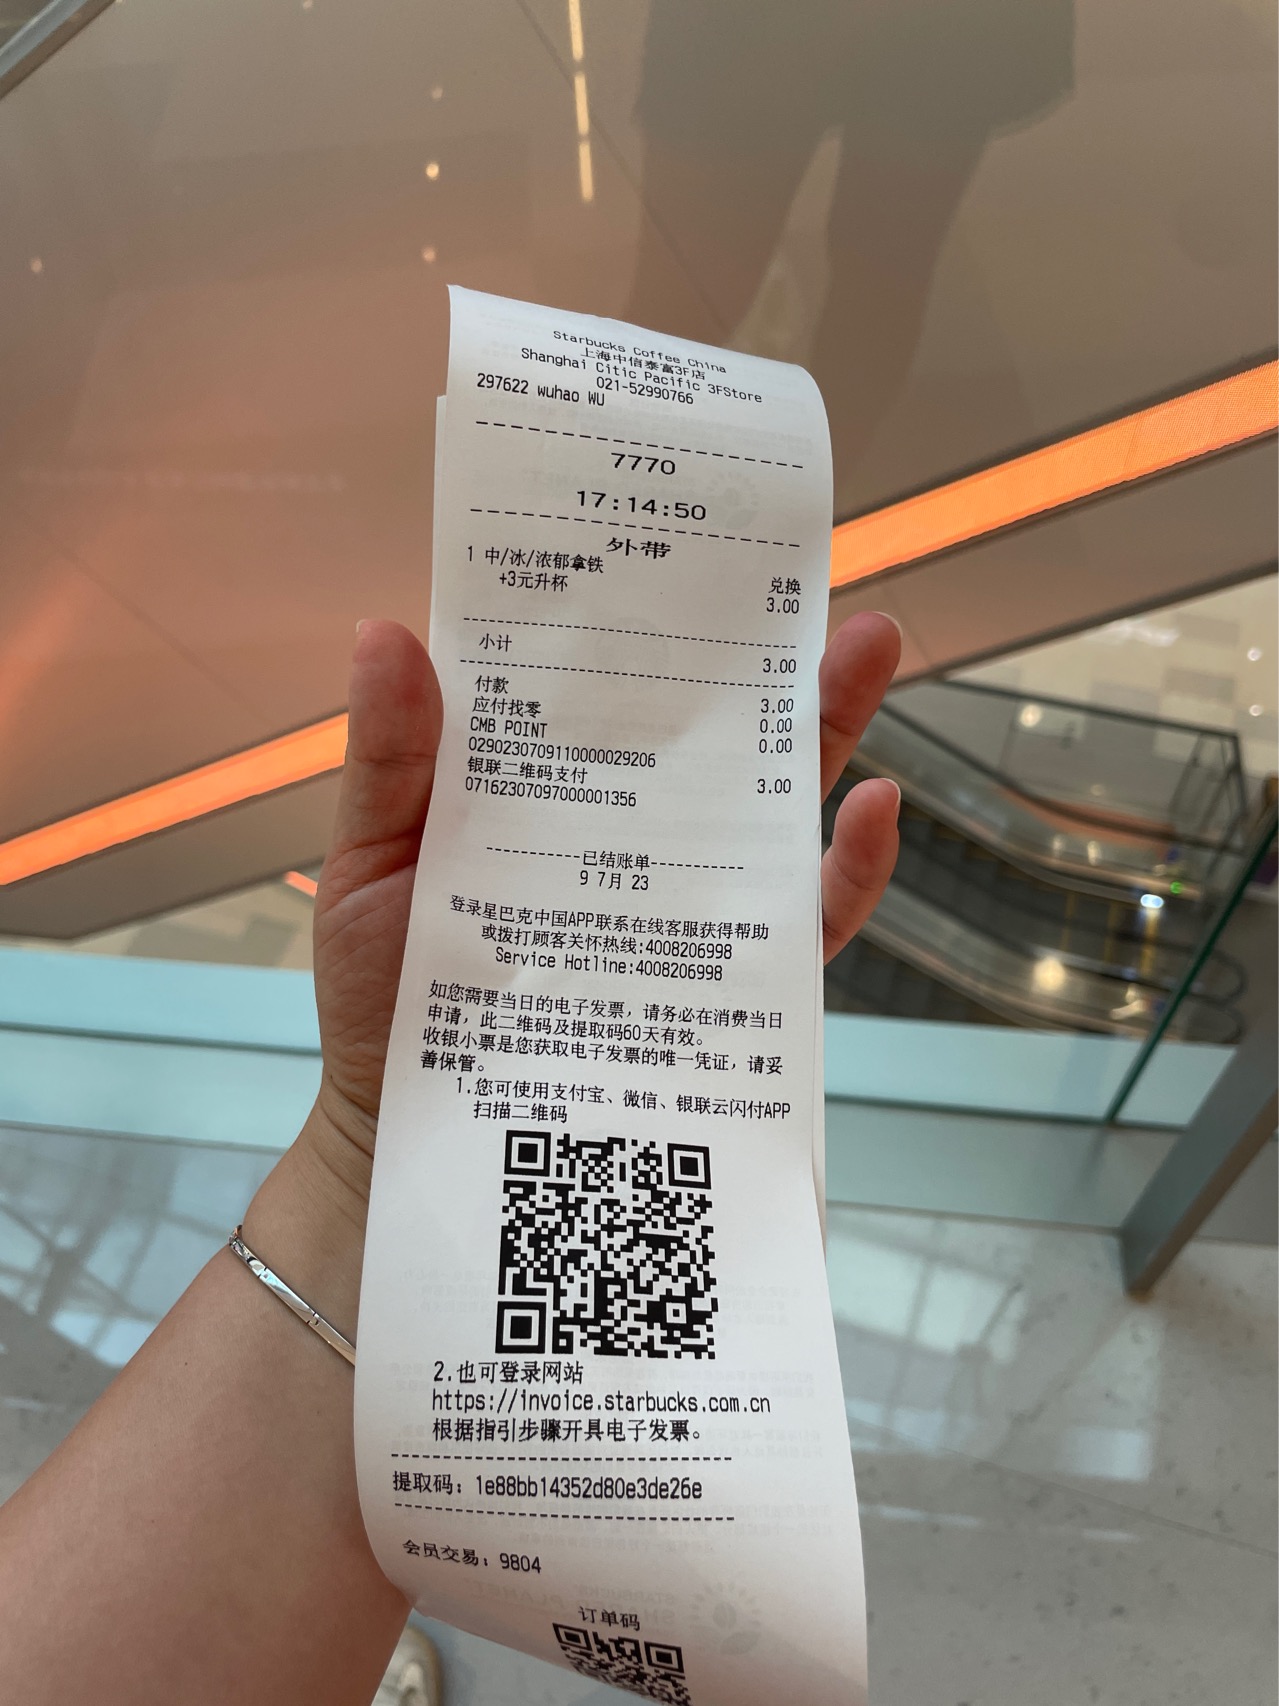 Starbucks Coffee China
上海中信泰富3F店
Shanghai Citic Pacific 3FStore
021-52990766
297622 wuhao WU
7770
17:14:50
外带
1 中/冰/浓郁拿铁 兑换
+3元升杯 3.00
小计 3.00
付款 3.00
应付找零 0.00
CMB POINT 0.00
0290230709110000029206
银联二维码支付 3.00
07162307097000001356
-----------已结账单-----------
9 7月 23
登录星巴克中国APP联系在线客服获得帮助
或拨打顾客关怀热线:4008206998
Service Hotline:4008206998
如您需要当日的电子发票，请务必在消费当日
申请，此二维码及提取码60天有效。
收银小票是您获取电子发票的唯一凭证，请妥
善保管。
1.您可使用支付宝、微信、银联云闪付APP
扫描二维码
2.也可登录网站
https://invoice.starbucks.com.cn
根据指引步骤开具电子发票。
提取码：1e88bb14352d80e3de26e
会员交易：9804
订单码